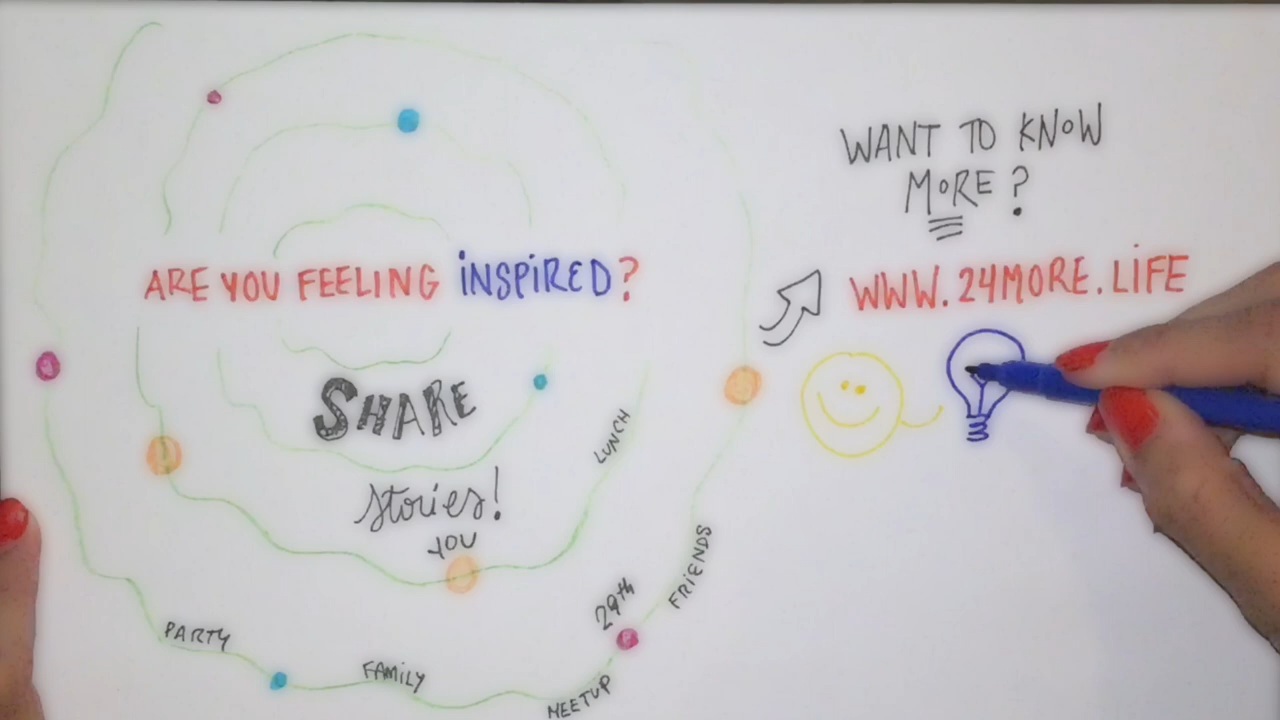 ARE YOU FEELING iNSPiRED?
SHARE
stories!
YOU
LUNCH
FRiENDS
29th
MEETUP
FAMiLY
PARTY
WANT TO KNOW
MORE?
WWW.24MORE.LiFE